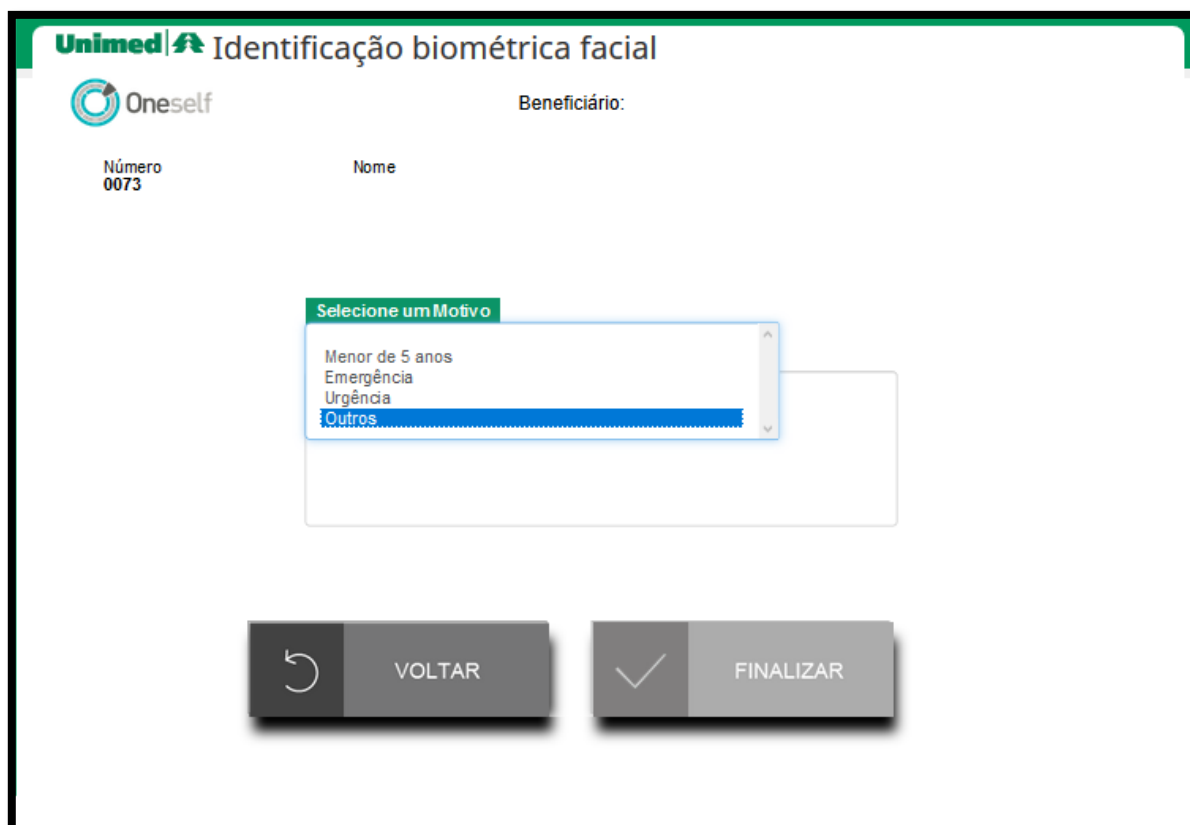 Unimed Identificação biométrica facial
Oneself
Beneficiário:
Número Nome
0073
Selecione um Motivo
Menor de 5 anos
Emergência
Urgência
Outros
VOLTAR FINALIZAR